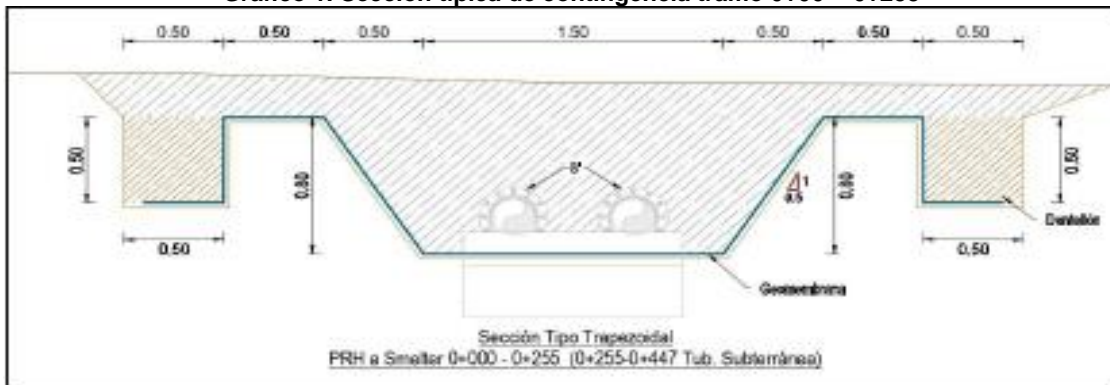 0.50 0.50 0.50 1.50 0.50 0.50 0.50
0.50 0.80 8" 1 0.5 0.80 0.50
0.50 0.50
Dentellón
Geomembrana
Sección Tipo Trapezoidal
PRH a Smelter 0+000 - 0+255 (0+255-0+447 Tub. Subterránea)